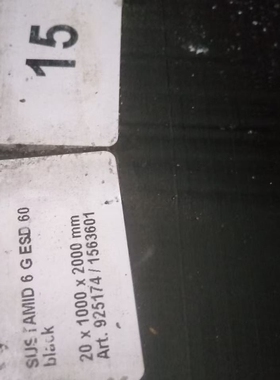 15
SUSTAMID 6 G ESD 60
black
20 x 1000 x 2000 mm
Art. 925174 / 1563601